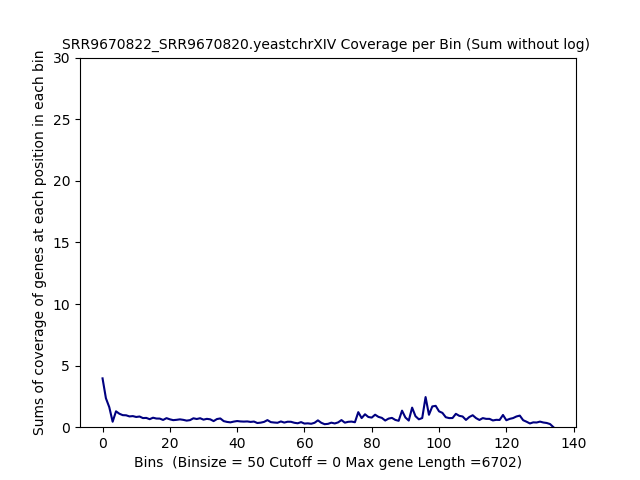 SRR9670822_SRR9670820.yeastchrXIV Coverage per Bin (Sum without log)
Sums of coverage of genes at each position in each bin
30
25
20
15
10
5
0
0 20 40 60 80 100 120 140
Bins  (Binsize = 50 Cutoff = 0 Max gene Length =6702)